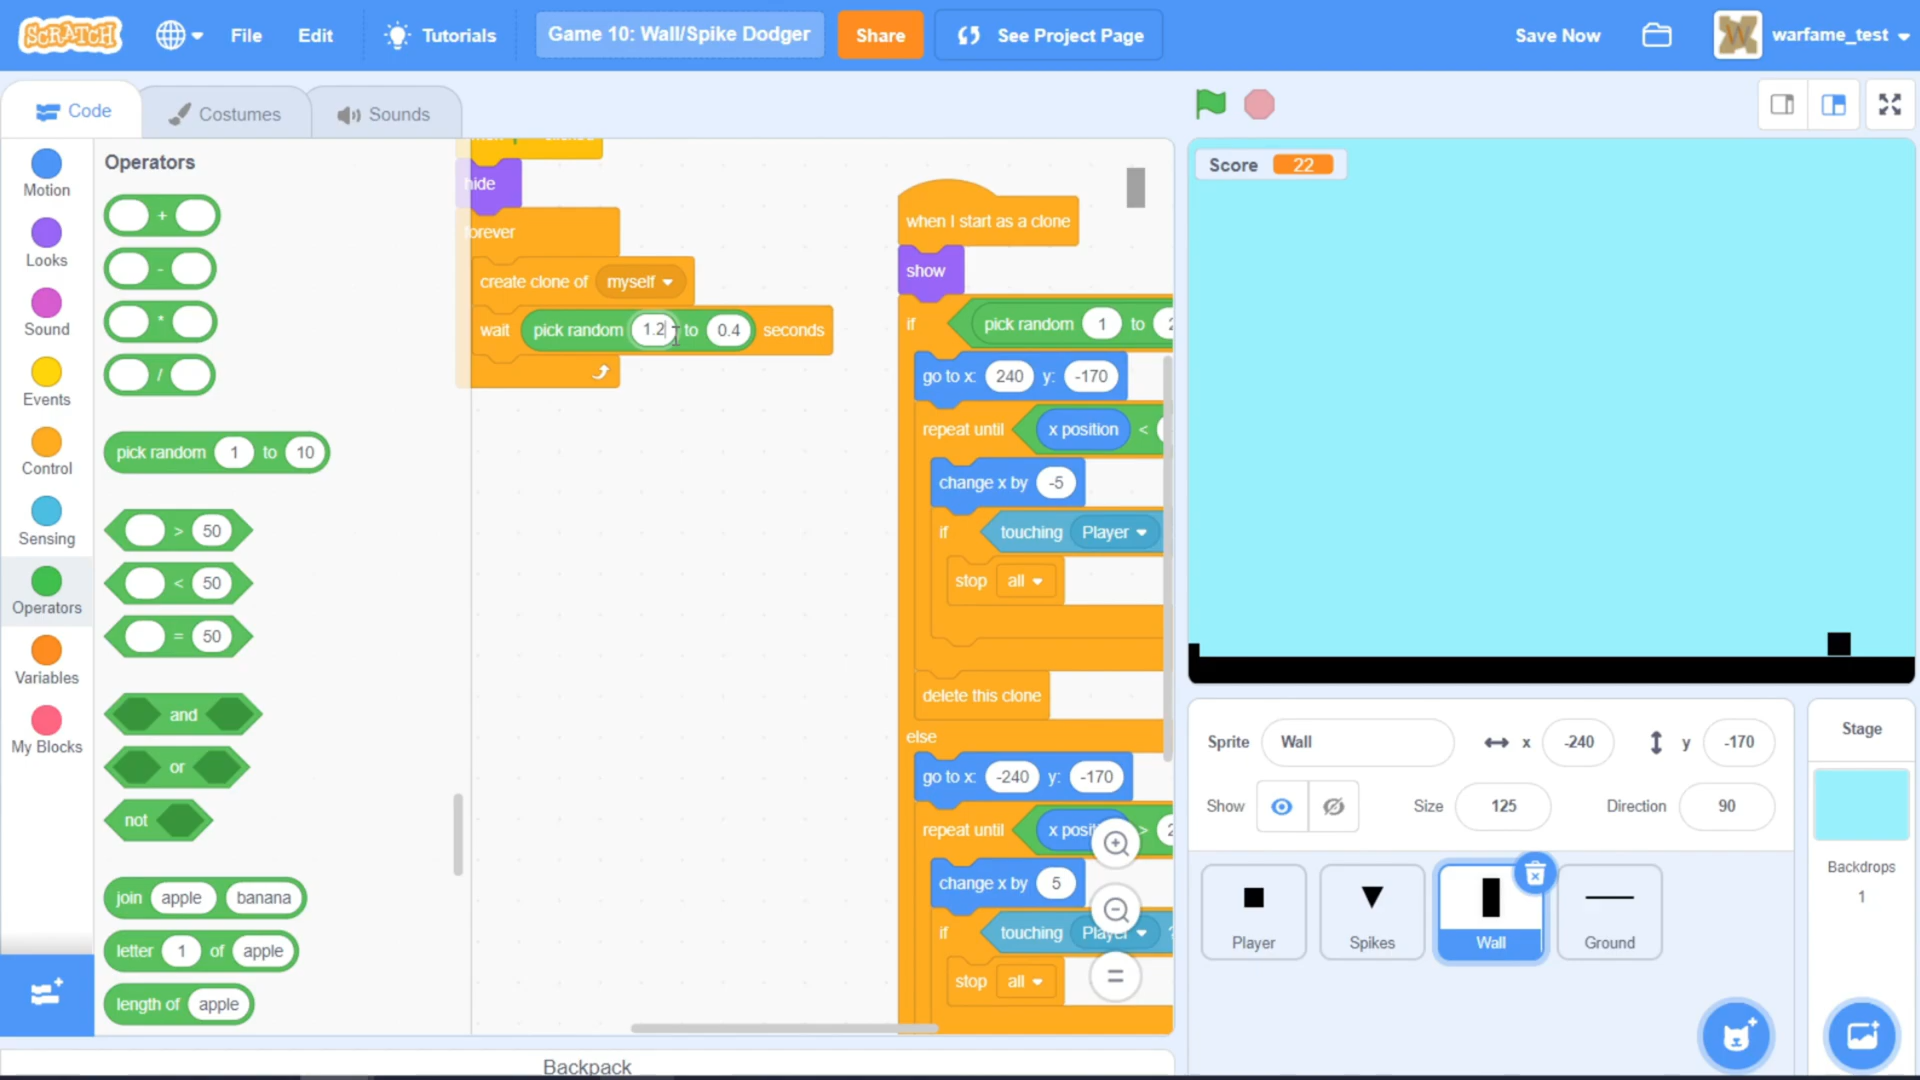 SCRATCH File Edit Tutorials Game 10: Wall/Spike Dodger Share See Project Page Save Now warfame_test
Code Costumes Sounds
Motion
Looks
Sound
Events
Control
Sensing
Operators
Variables
My Blocks
Operators
+
-
*
/
pick random 1 to 10
> 50
< 50
= 50
and
or
not
join apple banana
letter 1 of apple
length of apple
hide
forever
create clone of myself
wait pick random 1.2 to 0.4 seconds
when I start as a clone
show
if pick random 1 to
go to x: 240 y: -170
repeat until x position <
change x by -5
if touching Player
stop all
delete this clone
else
go to x: -240 y: -170
repeat until >
change x by 5
if touching Player ?
stop all
=
Backpack
Score 22
Sprite Wall x -240 y -170
Show Size 125 Direction 90
Player
Spikes
Wall
Ground
Stage
Backdrops
1